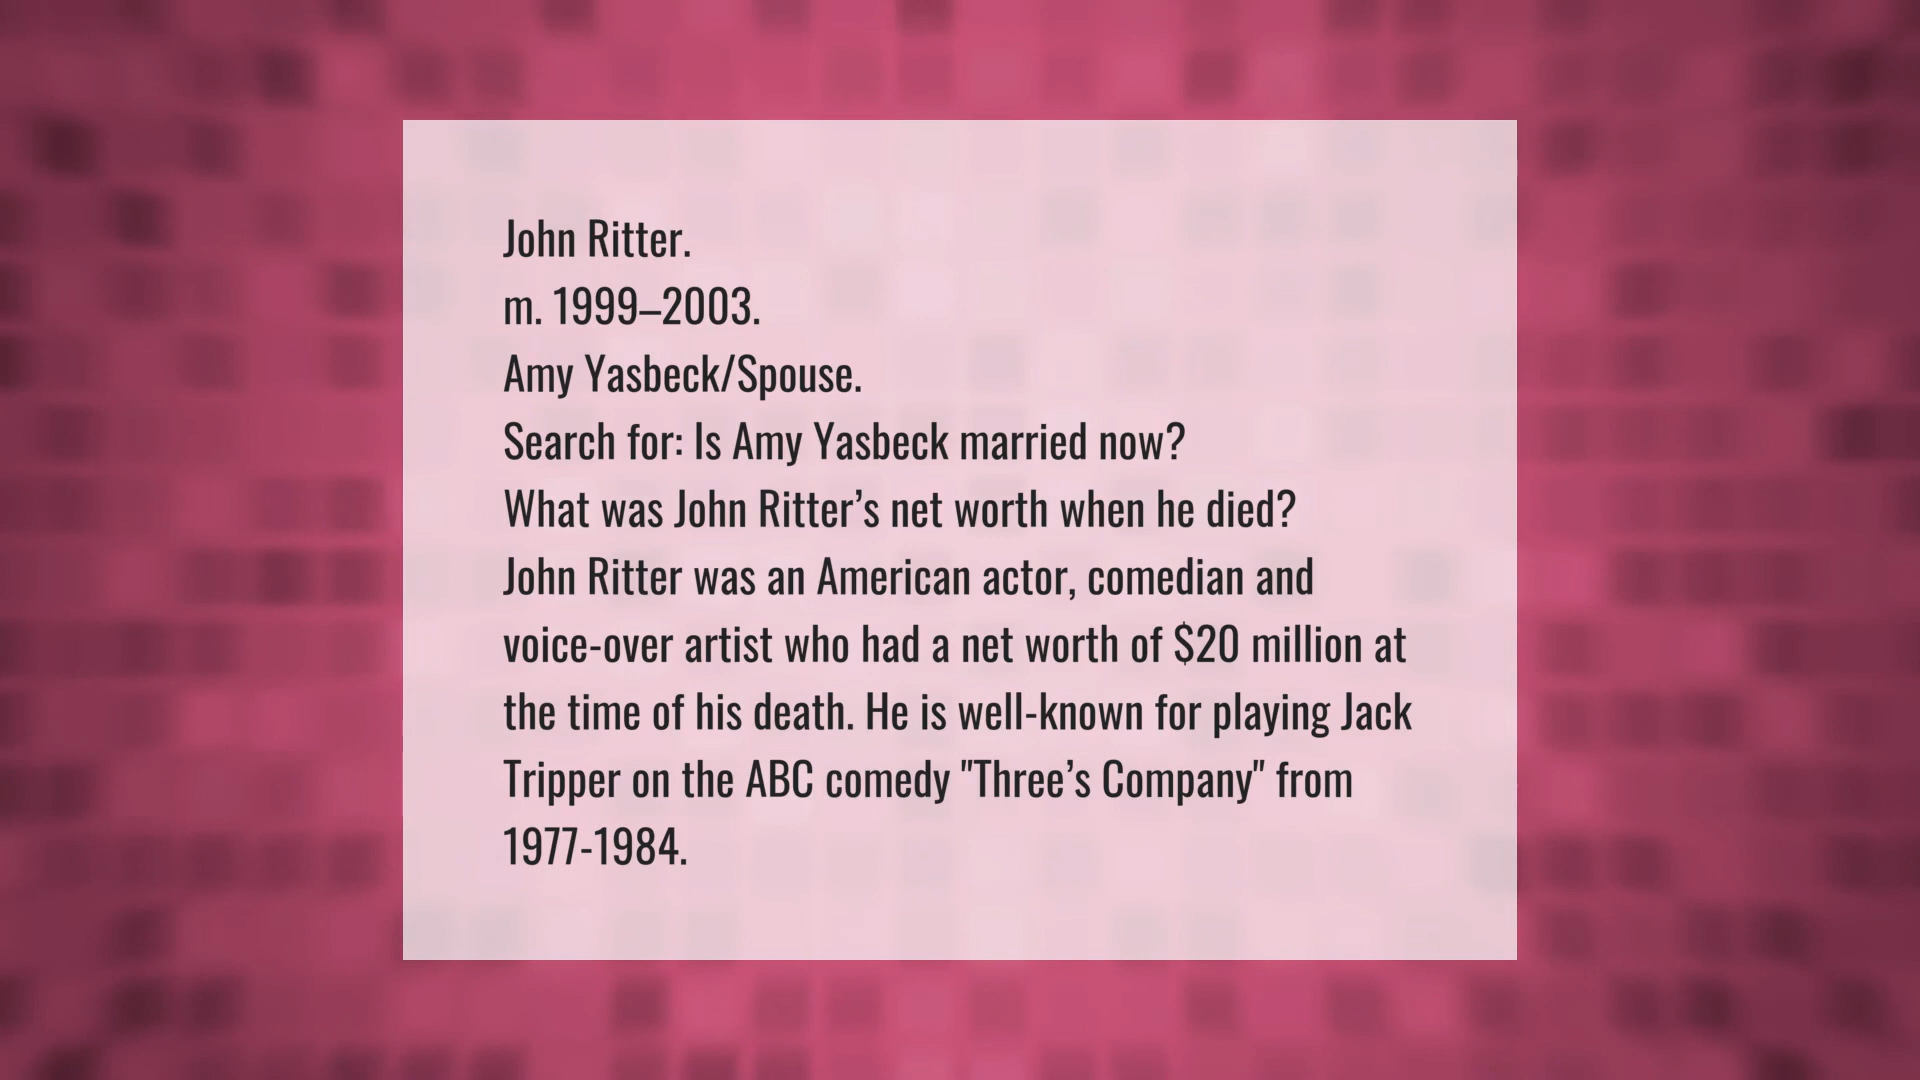 John Ritter.
m. 1999–2003.
Amy Yasbeck/Spouse.
Search for: Is Amy Yasbeck married now?
What was John Ritter’s net worth when he died?
John Ritter was an American actor, comedian and
voice-over artist who had a net worth of $20 million at
the time of his death. He is well-known for playing Jack
Tripper on the ABC comedy "Three’s Company" from
1977-1984.